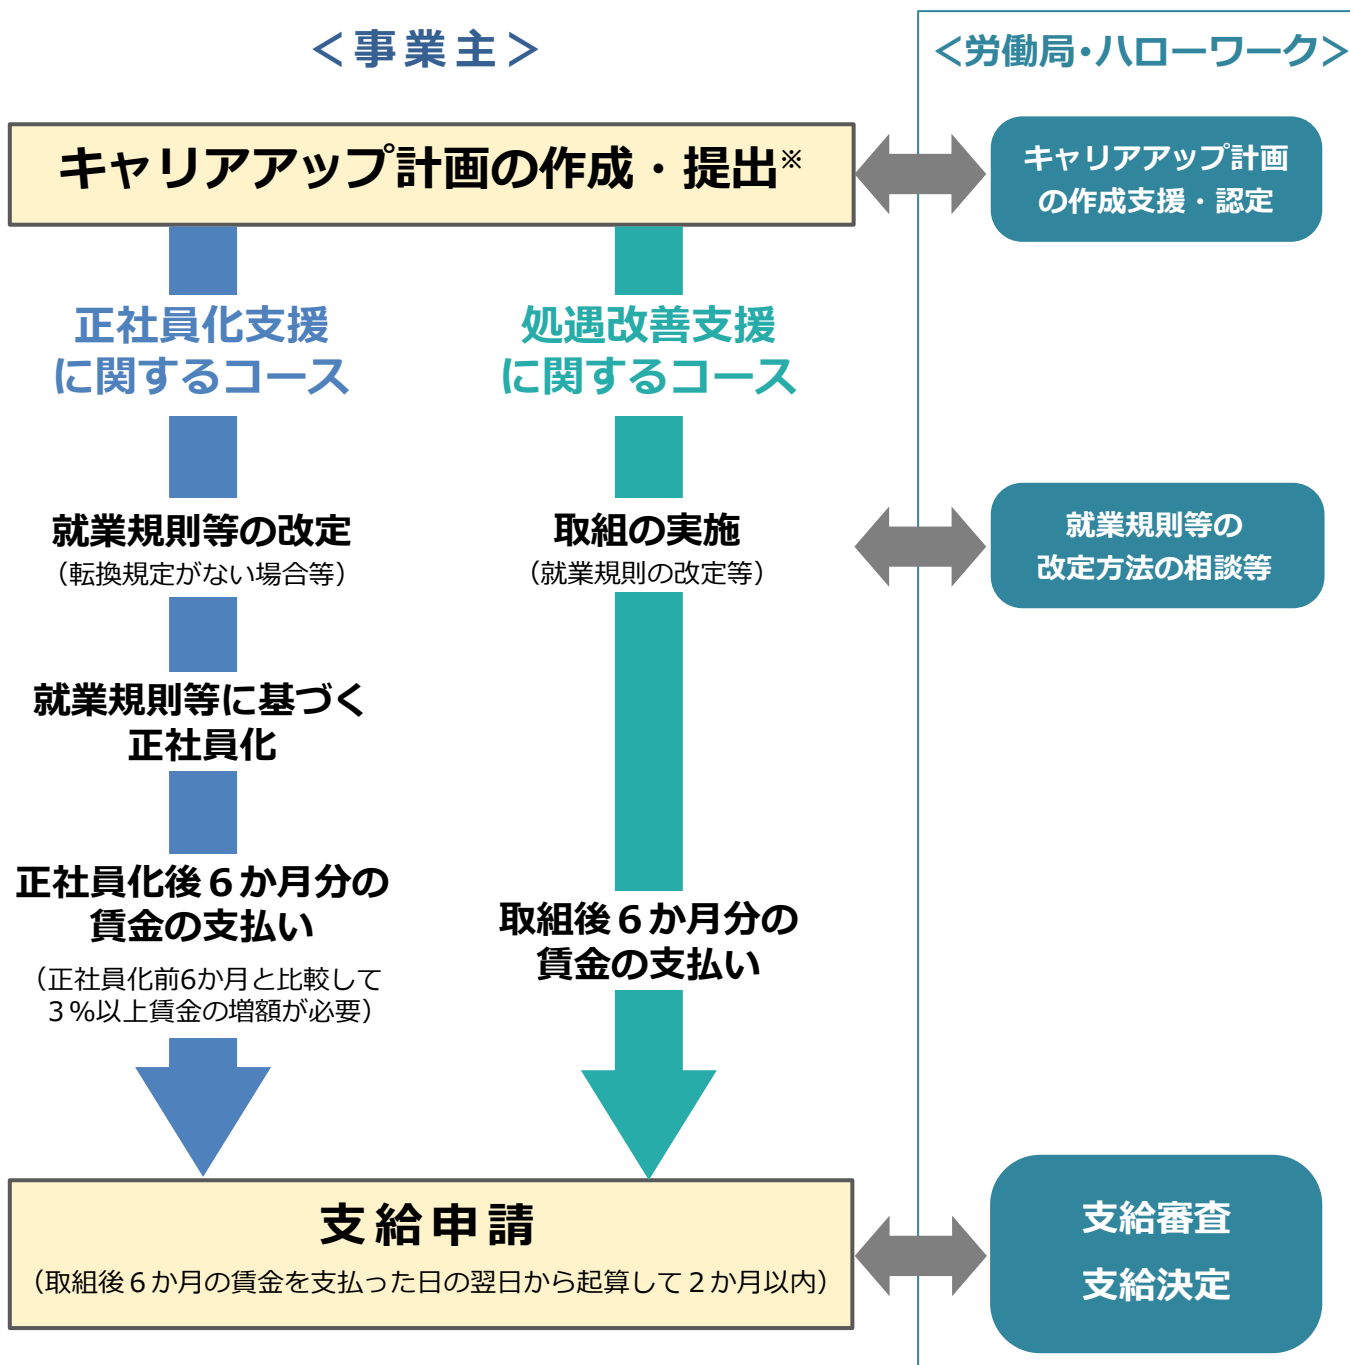 ＜事業主＞
＜労働局・ハローワーク＞
キャリアアップ計画の作成・提出※
キャリアアップ計画
の作成支援・認定
正社員化支援
に関するコース
処遇改善支援
に関するコース
就業規則等の改定
（転換規定がない場合等）
取組の実施
（就業規則の改定等）
就業規則等の
改定方法の相談等
就業規則等に基づく
正社員化
正社員化後６か月分の
賃金の支払い
（正社員化前6か月と比較して
３%以上賃金の増額が必要）
取組後６か月分の
賃金の支払い
支給申請
（取組後６か月の賃金を支払った日の翌日から起算して２か月以内）
支給審査
支給決定